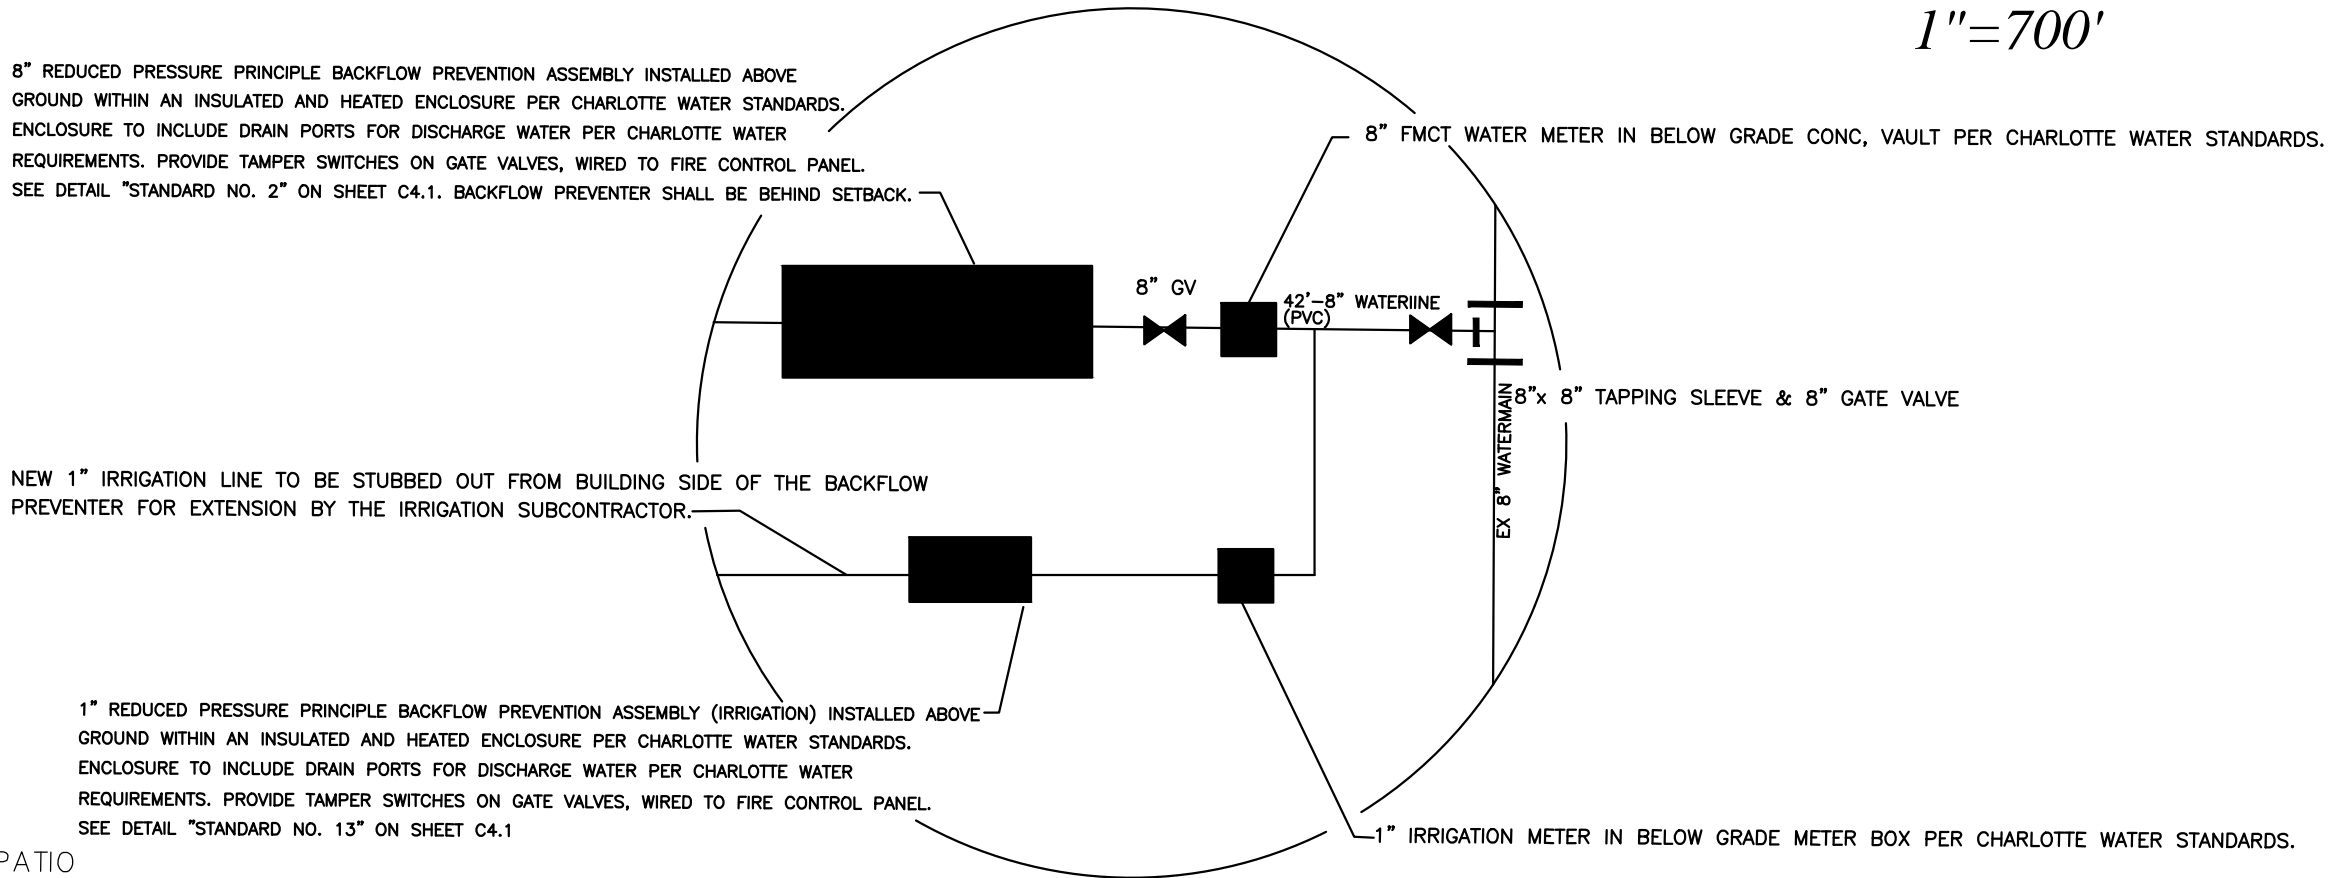 1"=700'
8" REDUCED PRESSURE PRINCIPLE BACKFLOW PREVENTION ASSEMBLY INSTALLED ABOVE
GROUND WITHIN AN INSULATED AND HEATED ENCLOSURE PER CHARLOTTE WATER STANDARDS.
ENCLOSURE TO INCLUDE DRAIN PORTS FOR DISCHARGE WATER PER CHARLOTTE WATER
REQUIREMENTS. PROVIDE TAMPER SWITCHES ON GATE VALVES, WIRED TO FIRE CONTROL PANEL.
SEE DETAIL "STANDARD NO. 2" ON SHEET C4.1. BACKFLOW PREVENTER SHALL BE BEHIND SETBACK.
8" FMCT WATER METER IN BELOW GRADE CONC, VAULT PER CHARLOTTE WATER STANDARDS.
8" GV
42'-8" WATERIINE
(PVC)
8"x 8" TAPPING SLEEVE & 8" GATE VALVE
EX 8" WATERMAIN
NEW 1" IRRIGATION LINE TO BE STUBBED OUT FROM BUILDING SIDE OF THE BACKFLOW
PREVENTER FOR EXTENSION BY THE IRRIGATION SUBCONTRACTOR.
1" REDUCED PRESSURE PRINCIPLE BACKFLOW PREVENTION ASSEMBLY (IRRIGATION) INSTALLED ABOVE
GROUND WITHIN AN INSULATED AND HEATED ENCLOSURE PER CHARLOTTE WATER STANDARDS.
ENCLOSURE TO INCLUDE DRAIN PORTS FOR DISCHARGE WATER PER CHARLOTTE WATER
REQUIREMENTS. PROVIDE TAMPER SWITCHES ON GATE VALVES, WIRED TO FIRE CONTROL PANEL.
SEE DETAIL "STANDARD NO. 13" ON SHEET C4.1
1" IRRIGATION METER IN BELOW GRADE METER BOX PER CHARLOTTE WATER STANDARDS.
PATIO